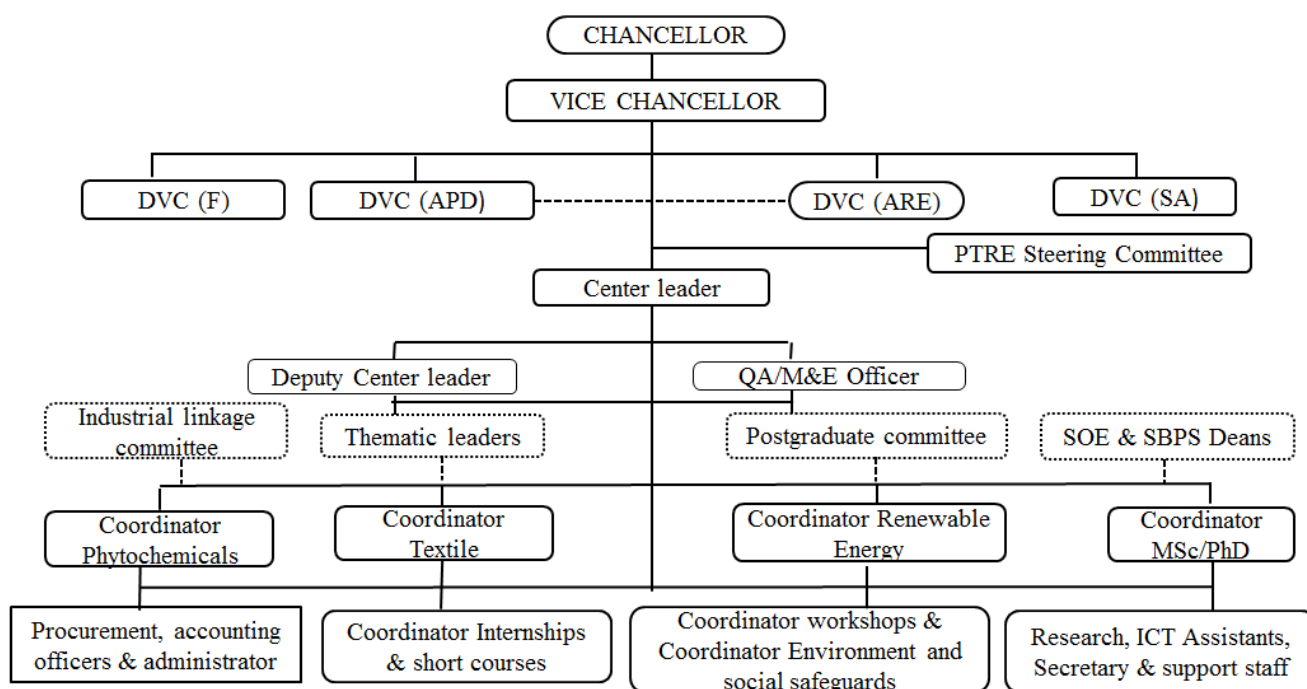 CHANCELLOR
VICE CHANCELLOR
DVC (F)
DVC (APD)
DVC (ARE)
DVC (SA)
PTRE Steering Committee
Center leader
Deputy Center leader
QA/M&E Officer
Industrial linkage
committee
Thematic leaders
Postgraduate committee
SOE & SBPS Deans
Coordinator
Phytochemicals
Coordinator
Textile
Coordinator Renewable
Energy
Coordinator
MSc/PhD
Procurement, accounting
officers & administrator
Coordinator Internships
& short courses
Coordinator workshops &
Coordinator Environment and
social safeguards
Research, ICT Assistants,
Secretary & support staff